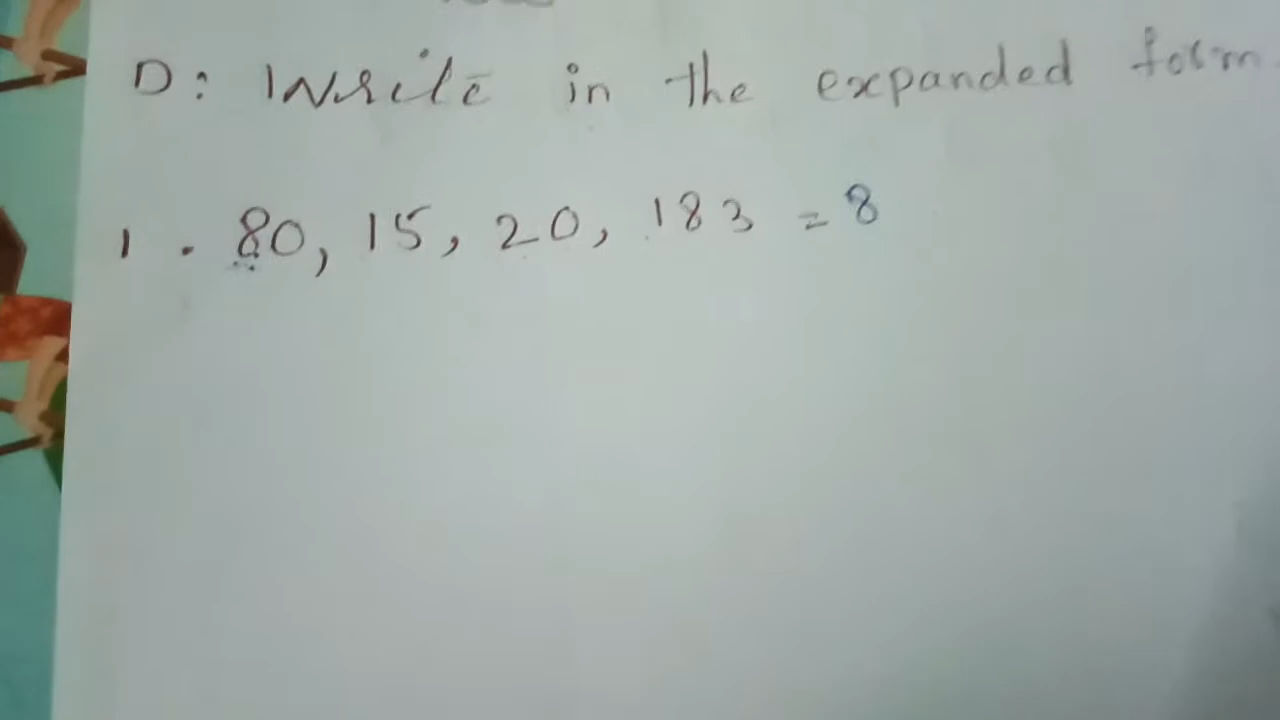 D: Write in the expanded form
1. 80, 15, 20, 183 = 8